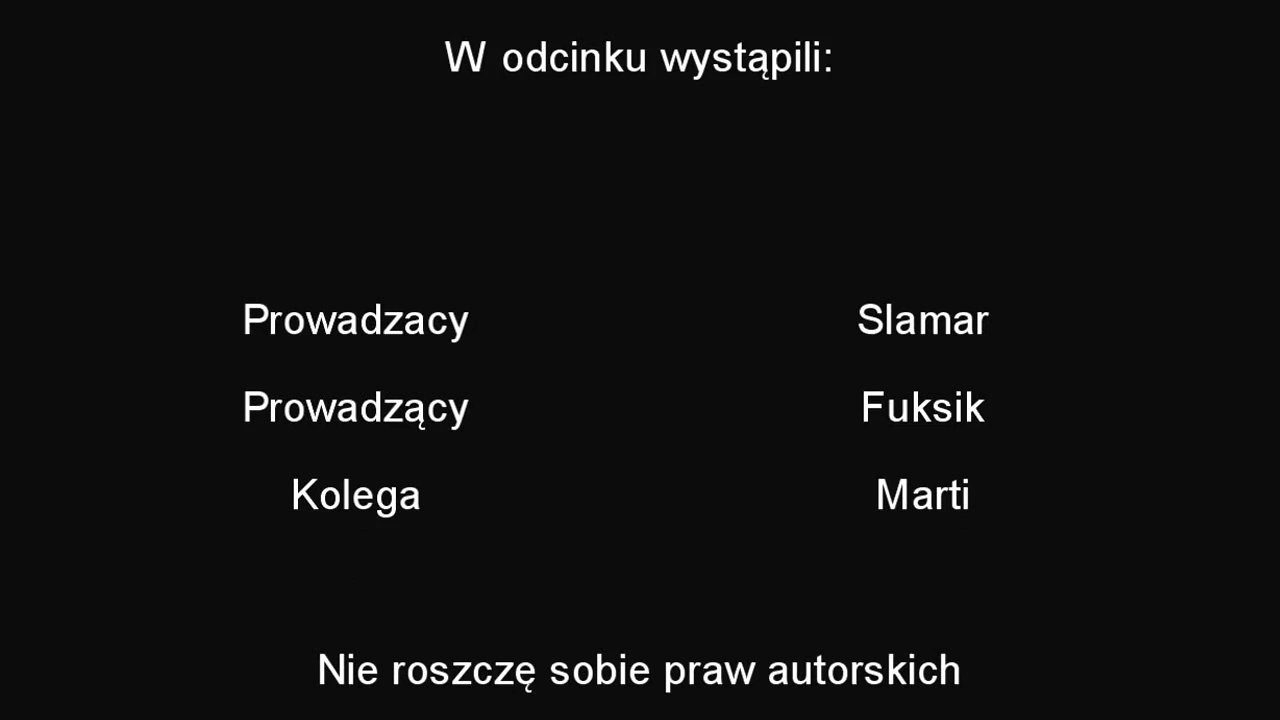 W odcinku wystąpili:
Prowadzacy Slamar
Prowadzący Fuksik
Kolega Marti
Nie roszczę sobie praw autorskich